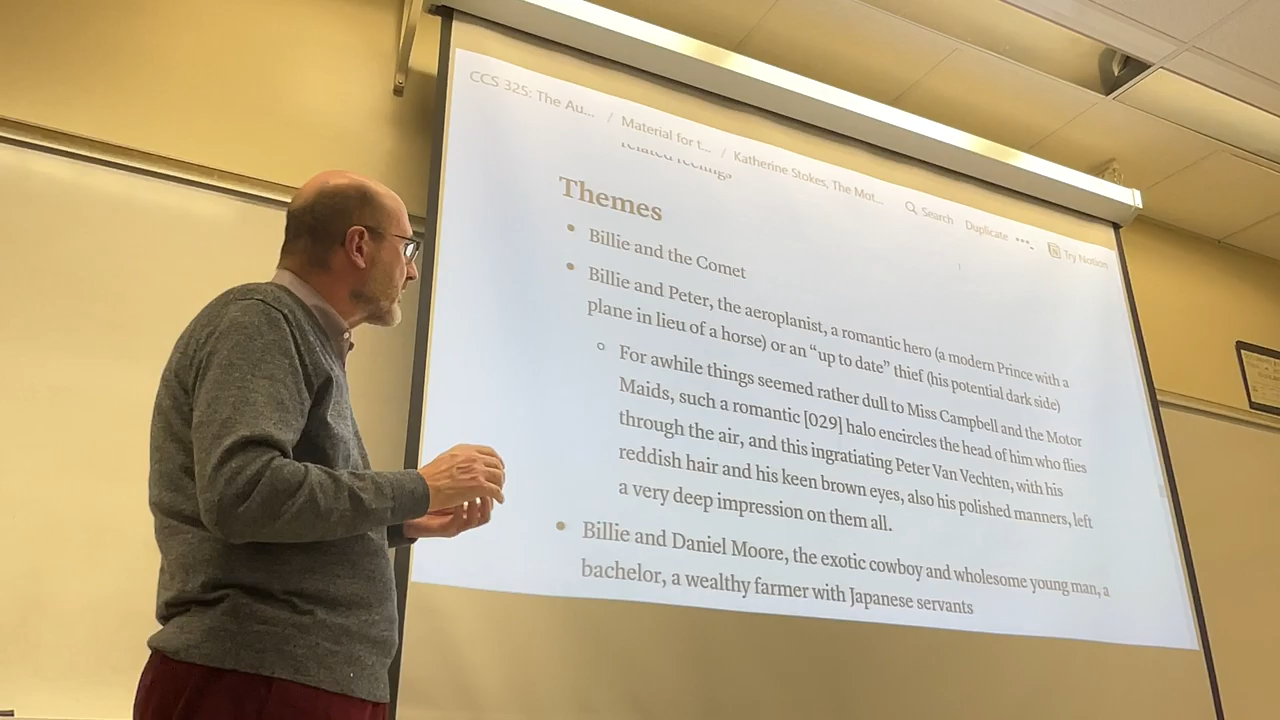 CCS 325: The Au... / Material for t... / Katherine Stokes, The Mot... Search Duplicate ••• Try Notion
related feelings
Themes
• Billie and the Comet
• Billie and Peter, the aeroplanist, a romantic hero (a modern Prince with a
plane in lieu of a horse) or an “up to date” thief (his potential dark side)
○ For awhile things seemed rather dull to Miss Campbell and the Motor
Maids, such a romantic [029] halo encircles the head of him who flies
through the air, and this ingratiating Peter Van Vechten, with his
reddish hair and his keen brown eyes, also his polished manners, left
a very deep impression on them all.
• Billie and Daniel Moore, the exotic cowboy and wholesome young man, a
bachelor, a wealthy farmer with Japanese servants